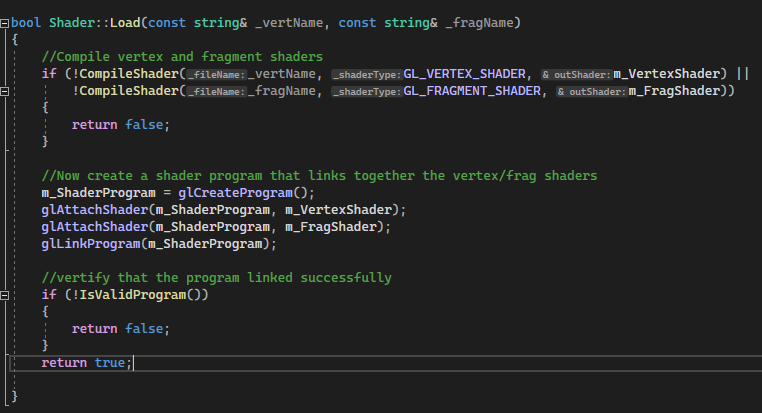 bool Shader::Load(const string& _vertName, const string& _fragName)
{
//Compile vertex and fragment shaders
if (!CompileShader(_fileName:_vertName, _shaderType:GL_VERTEX_SHADER, & outShader:m_VertexShader) ||
!CompileShader(_fileName:_fragName, _shaderType:GL_FRAGMENT_SHADER, & outShader:m_FragShader))
{
return false;
}
//Now create a shader program that links together the vertex/frag shaders
m_ShaderProgram = glCreateProgram();
glAttachShader(m_ShaderProgram, m_VertexShader);
glAttachShader(m_ShaderProgram, m_FragShader);
glLinkProgram(m_ShaderProgram);
//vertify that the program linked successfully
if (!IsValidProgram())
{
return false;
}
return true;
}